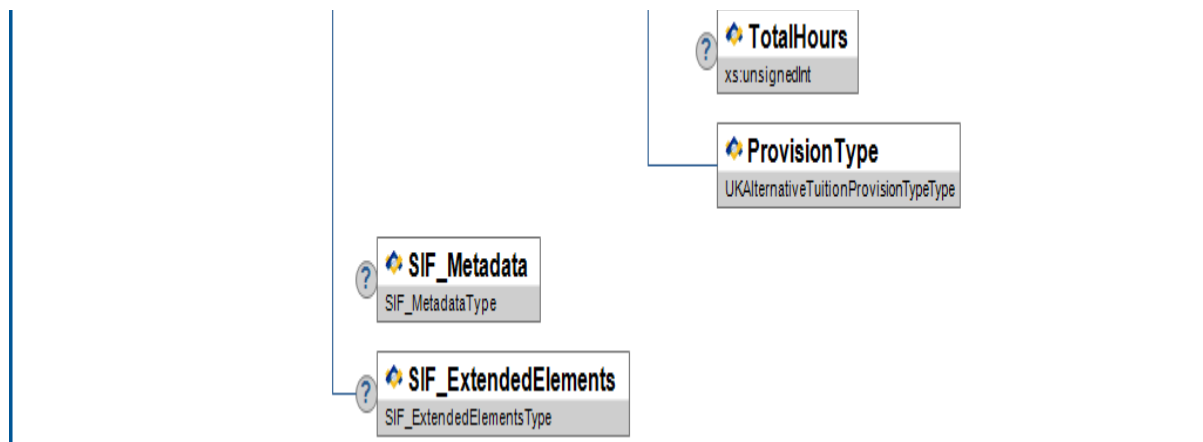 TotalHours
?
xs:unsignedInt
ProvisionType
UKAlternativeTuitionProvisionTypeType
SIF_Metadata
?
SIF_MetadataType
SIF_ExtendedElements
?
SIF_ExtendedElementsType